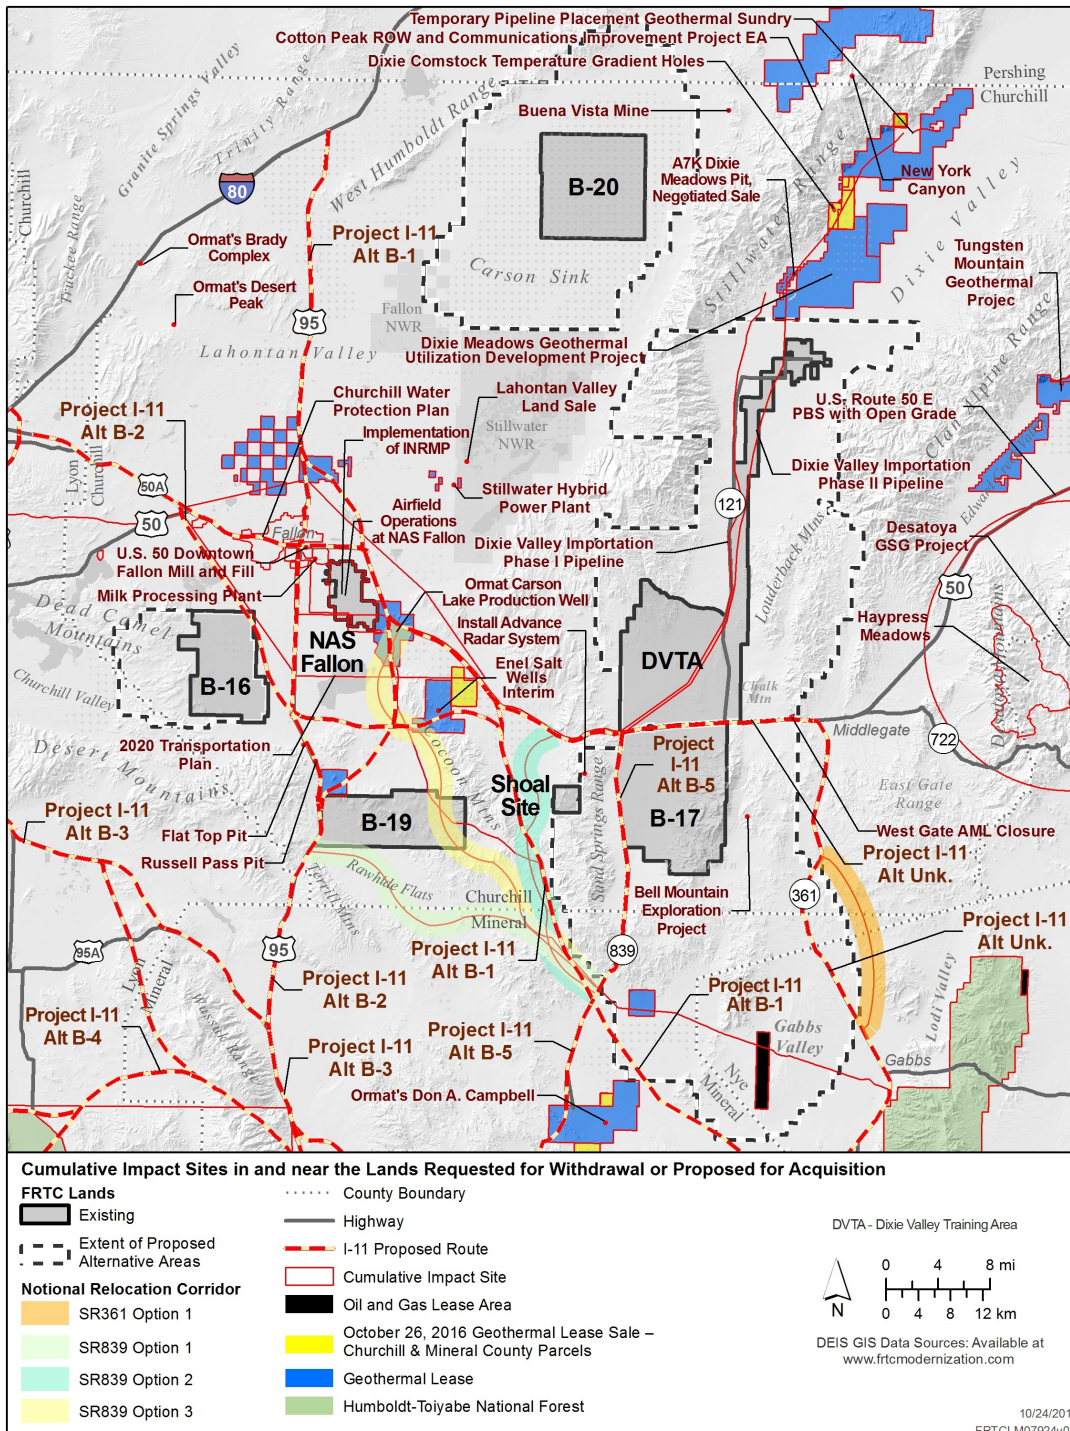 Temporary Pipeline Placement Geothermal Sundry
Cotton Peak ROW and Communications Improvement Project EA
Dixie Comstock Temperature Gradient Holes
Pershing
Churchill
Granite Springs Valley
Trinity Range
West Humboldt Range
Buena Vista Mine
B-20
A7K Dixie
Meadows Pit,
Negotiated Sale
New York
Canyon
Churchill
80
Truckee Range
Ormat's Brady
Complex
Project I-11
Alt B-1
Carson Sink
Stillwater Range
Dixie Valley
Tungsten
Mountain
Geothermal
Projec
Ormat's Desert
Peak
95
Fallon
NWR
Lahontan Valley
Dixie Meadows Geothermal
Utilization Development Project
Clan Alpine Range
Project I-11
Alt B-2
Churchill Water
Protection Plan
Lahontan Valley
Land Sale
U.S. Route 50 E
PBS with Open Grade
Implementation
of INRMP
Stillwater
NWR
Lyon
Churchill
50A
50
Dixie Valley Importation
Phase II Pipeline
Stillwater Hybrid
Power Plant
121
Airfield
Operations
at NAS Fallon
Fallon
Dixie Valley Importation
Phase I Pipeline
Louderback Mtns
Desatoya
GSG Project
U.S. 50 Downtown
Fallon Mill and Fill
Milk Processing Plant
Ormat Carson
Lake Production Well
50
Dead Camel
Mountains
Install Advance
Radar System
Haypress
Meadows
NAS
Fallon
Enel Salt
Wells
Interim
DVTA
Desatoya Mountains
B-16
Churchill Valley
Chalk
Mtn
Middlegate
722
2020 Transportation
Plan
Desert Mountains
Cocoon Mtns
Shoal
Site
Project
I-11
Alt B-5
East Gate
Range
Project I-11
Alt B-3
Flat Top Pit
B-19
Sand Springs Range
B-17
West Gate AML Closure
Russell Pass Pit
Project I-11
Alt Unk.
Terrill Mtns
Rawhide Flats
Churchill
Mineral
Bell Mountain
Exploration
Project
361
Project I-11
Alt Unk.
95A
95
Project I-11
Alt B-1
839
Lyon
Mineral
Project I-11
Alt B-2
Project I-11
Alt B-1
Lodi Valley
Project I-11
Alt B-4
Wassuk Range
Project I-11
Alt B-5
Gabbs
Valley
Project I-11
Alt B-3
Gabbs
Nye
Mineral
Ormat's Don A. Campbell
Cumulative Impact Sites in and near the Lands Requested for Withdrawal or Proposed for Acquisition
FRTC Lands
Existing
Extent of Proposed
Alternative Areas
Notional Relocation Corridor
SR361 Option 1
SR839 Option 1
SR839 Option 2
SR839 Option 3
County Boundary
Highway
I-11 Proposed Route
Cumulative Impact Site
Oil and Gas Lease Area
October 26, 2016 Geothermal Lease Sale –
Churchill & Mineral County Parcels
Geothermal Lease
Humboldt-Toiyabe National Forest
DVTA - Dixie Valley Training Area
N
0 4 8 mi
0 4 8 12 km
DEIS GIS Data Sources: Available at
www.frtcmodernization.com
10/24/201